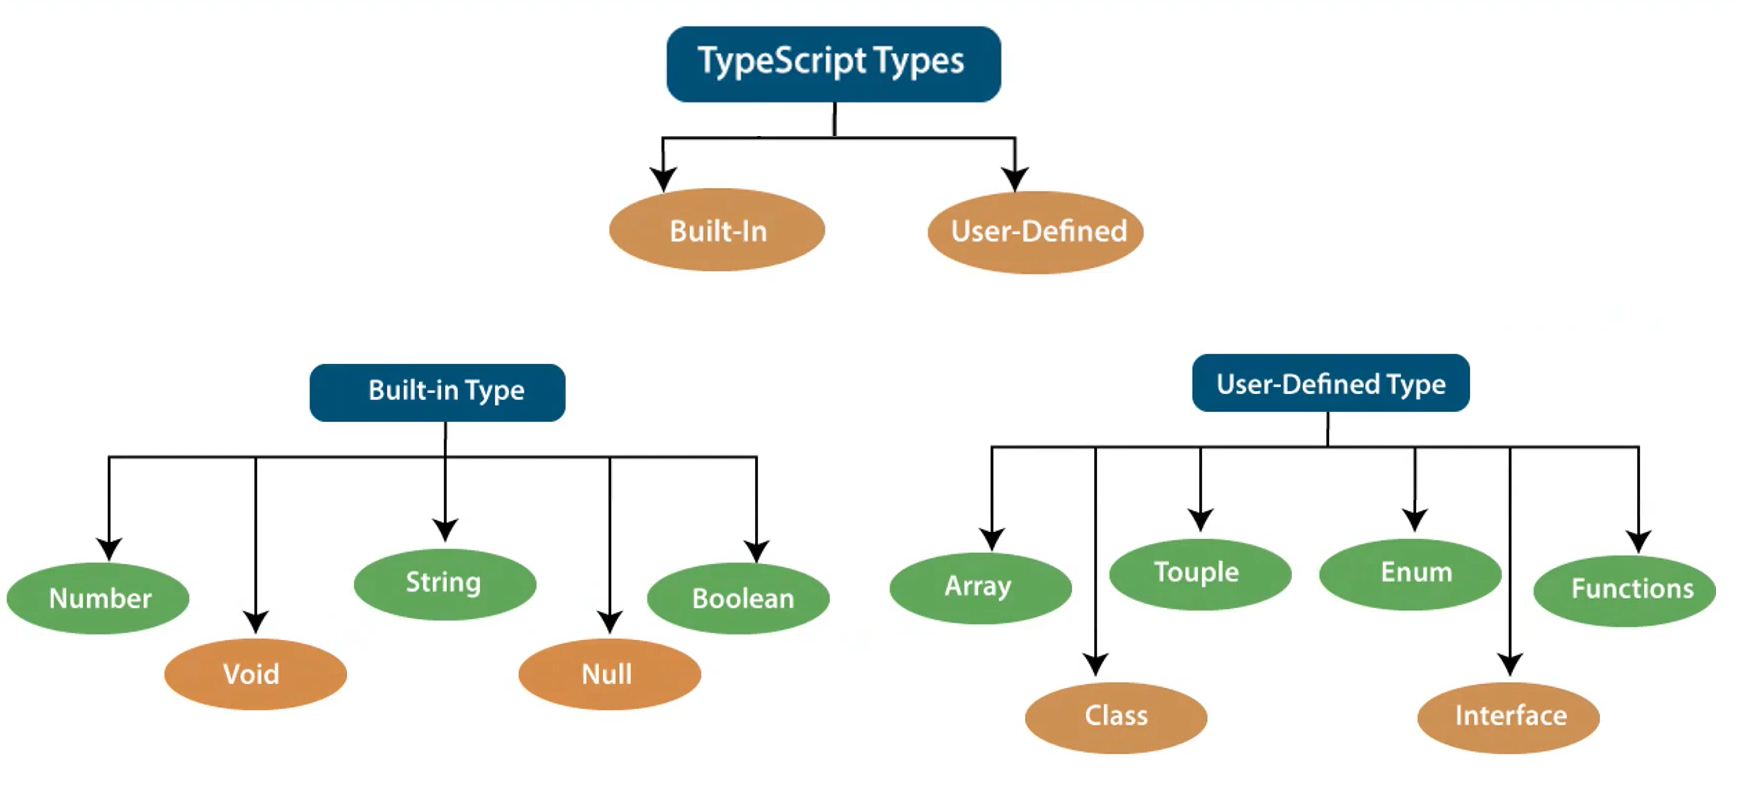 TypeScript Types
Built-In
User-Defined
Built-in Type
Number
Void
String
Null
Boolean
User-Defined Type
Array
Class
Touple
Enum
Interface
Functions